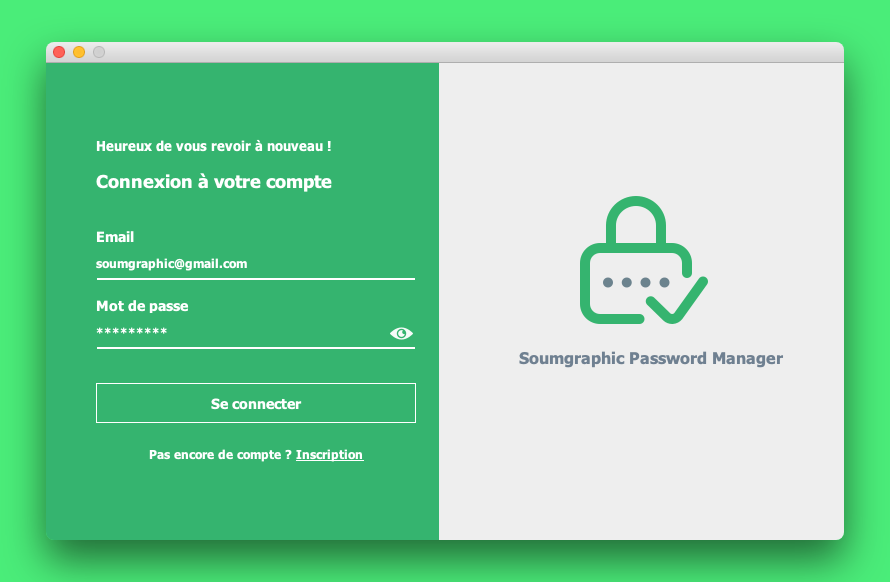 Heureux de vous revoir à nouveau !
Connexion à votre compte
Email
soumgraphic@gmail.com
Mot de passe
*********
Se connecter
Pas encore de compte ? Inscription
Soumgraphic Password Manager